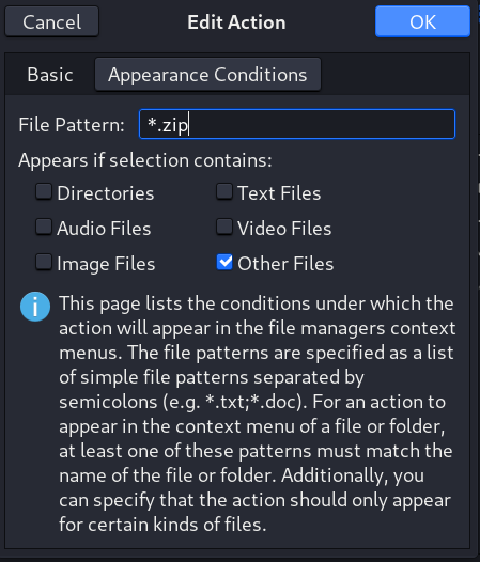 Cancel Edit Action OK
Basic Appearance Conditions
File Pattern: *.zip
Appears if selection contains:
Directories Text Files
Audio Files Video Files
Image Files Other Files
This page lists the conditions under which the
action will appear in the file managers context
menus. The file patterns are specified as a list
of simple file patterns separated by
semicolons (e.g. *.txt;*.doc). For an action to
appear in the context menu of a file or folder,
at least one of these patterns must match the
name of the file or folder. Additionally, you
can specify that the action should only appear
for certain kinds of files.